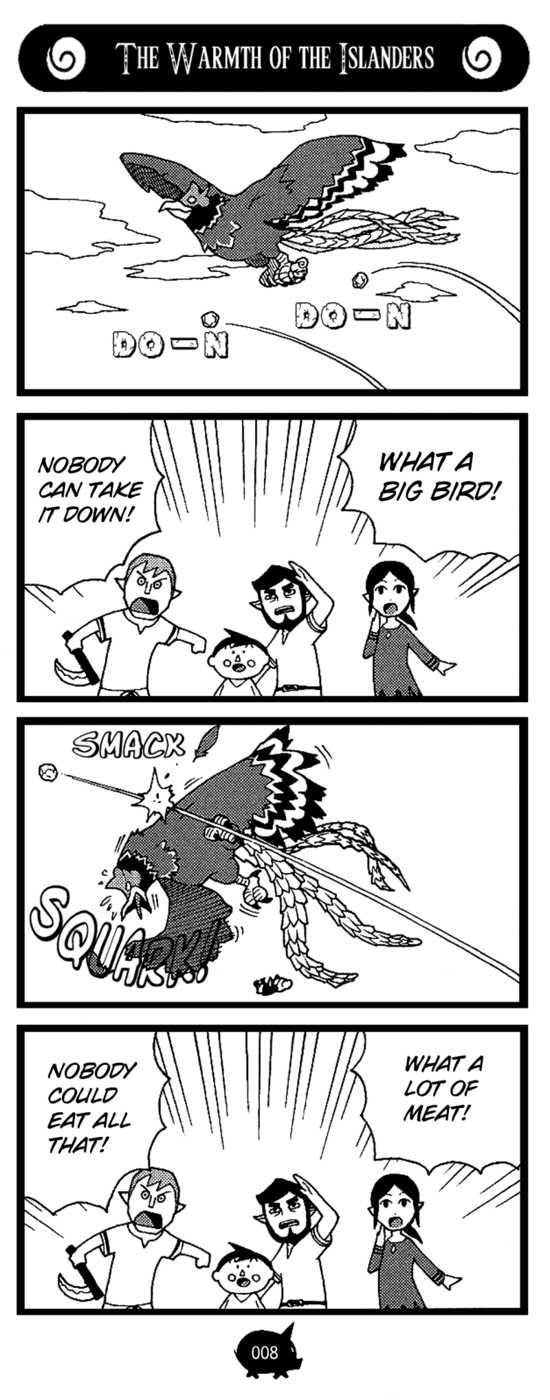 The Warmth of the Islanders
DO-N
DO-N
NOBODY
CAN TAKE
IT DOWN!
WHAT A
BIG BIRD!
SMACK
SQUARK!!
NOBODY
COULD
EAT ALL
THAT!
WHAT A
LOT OF
MEAT!
008